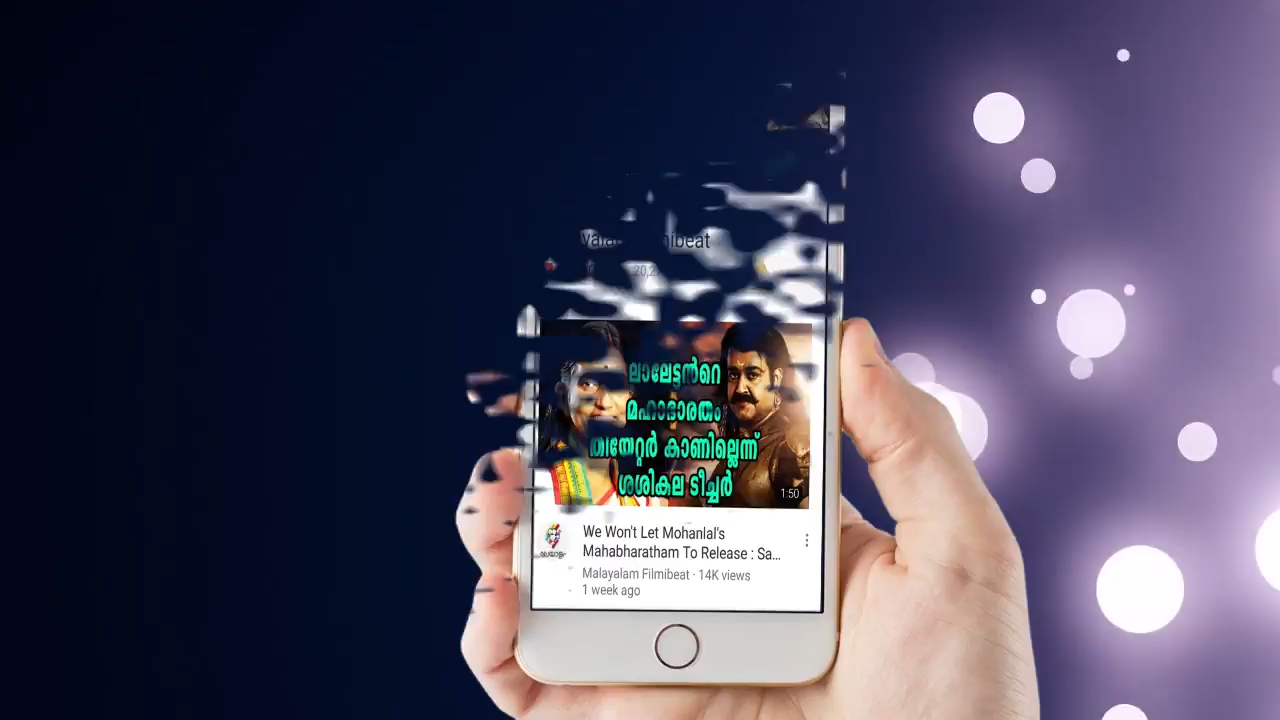 ലാലേട്ടൻറെ
മഹാഭാരതം
തിയേറ്റർ കാണില്ലെന്ന്
ശശികല ടീച്ചർ
1:50
We Won't Let Mohanlal's
Mahabharatham To Release : Sa...
Malayalam Filmibeat · 14K views
1 week ago